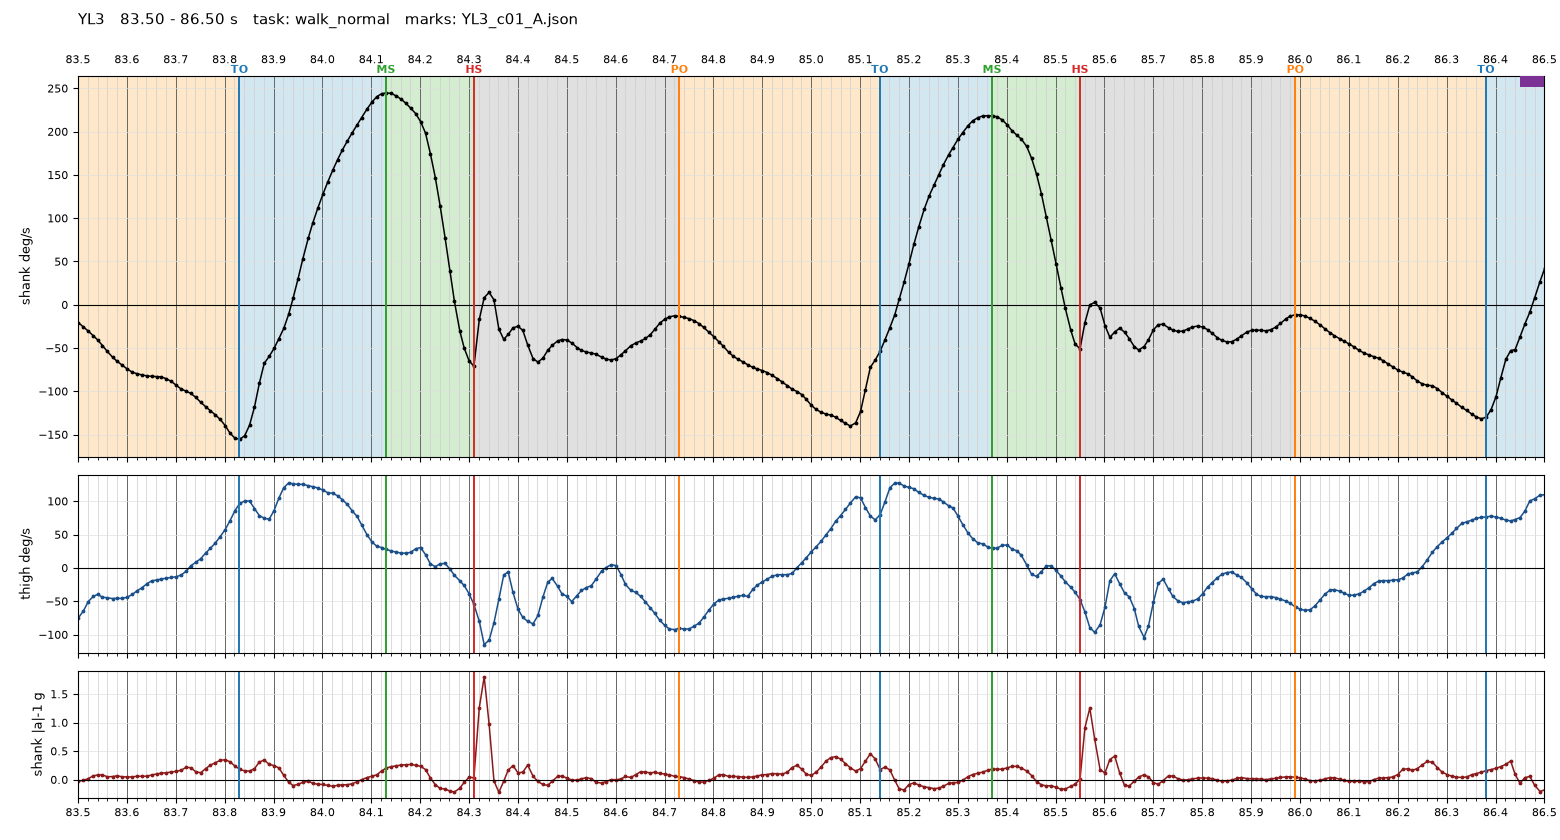 YL3   83.50 - 86.50 s   task: walk_normal   marks: YL3_c01_A.json
83.5 83.6 83.7 83.8 83.9 84.0 84.1 84.2 84.3 84.4 84.5 84.6 84.7 84.8 84.9 85.0 85.1 85.2 85.3 85.4 85.5 85.6 85.7 85.8 85.9 86.0 86.1 86.2 86.3 86.4 86.5
TO MS HS PO TO MS HS PO TO
shank deg/s
250
200
150
100
50
0
−50
−100
−150
thigh deg/s
100
50
0
−50
−100
shank |a|-1 g
1.5
1.0
0.5
0.0
83.5 83.6 83.7 83.8 83.9 84.0 84.1 84.2 84.3 84.4 84.5 84.6 84.7 84.8 84.9 85.0 85.1 85.2 85.3 85.4 85.5 85.6 85.7 85.8 85.9 86.0 86.1 86.2 86.3 86.4 86.5